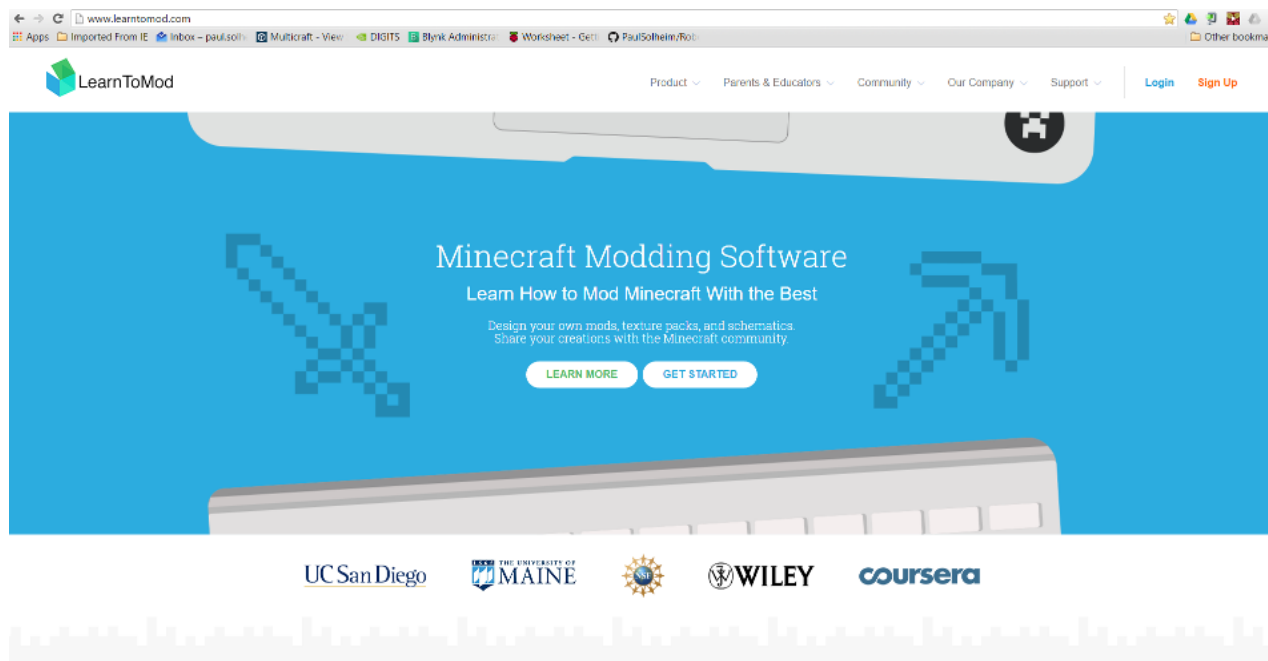 www.learntomod.com
Apps Imported From IE Inbox – paul.solh Multicraft - View DIGITS Blynk Administra Worksheet - Gett PaulSolheim/Rob Other bookma
LearnToMod Product Parents & Educators Community Our Company Support Login Sign Up
Minecraft Modding Software
Learn How to Mod Minecraft With the Best
Design your own mods, texture packs, and schematics.
Share your creations with the Minecraft community.
LEARN MORE GET STARTED
UC San Diego THE UNIVERSITY OF MAINE NSF WILEY coursera